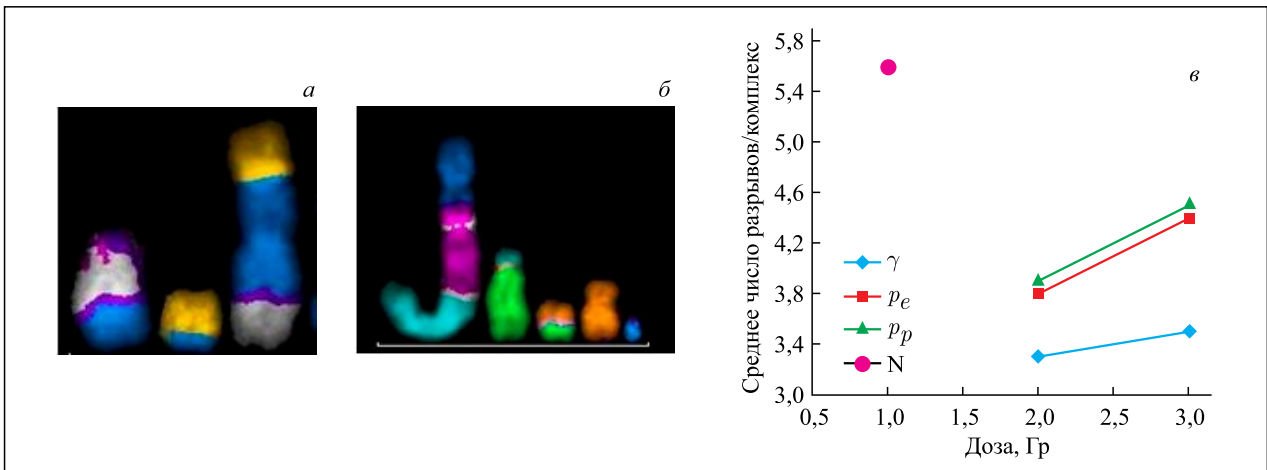 а
б
в
Среднее число разрывов/комплекс
5,8
5,4
5,0
4,6
4,2
3,8
3,4
3,0
γ
p_e
p_p
N
0,5 1,0 1,5 2,0 2,5 3,0
Доза, Гр